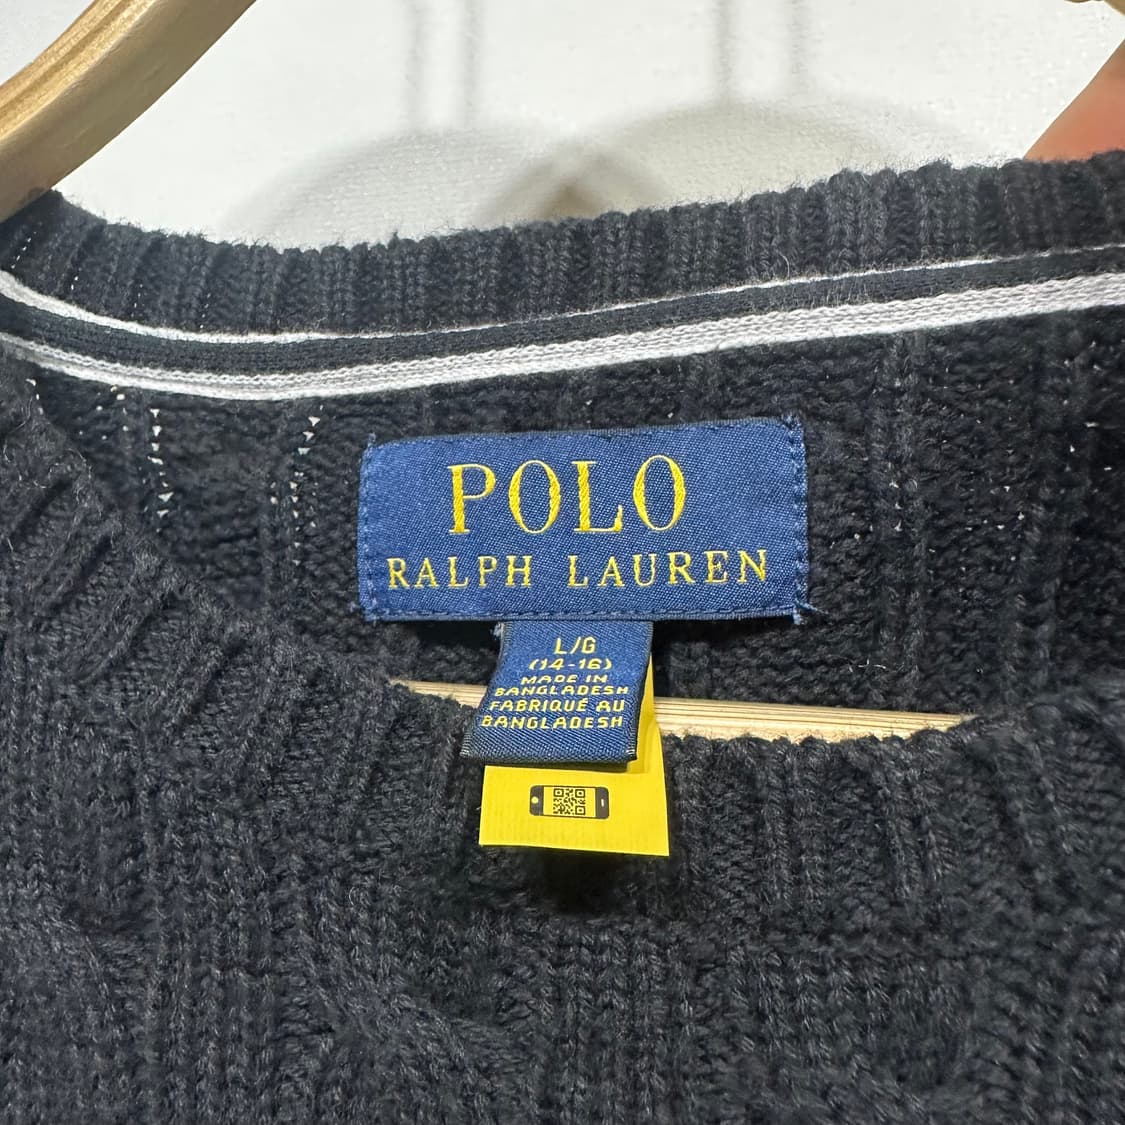 POLO
RALPH LAUREN
L/G
(14-16)
MADE IN
BANGLADESH
FABRIQUÉ AU
BANGLADESH